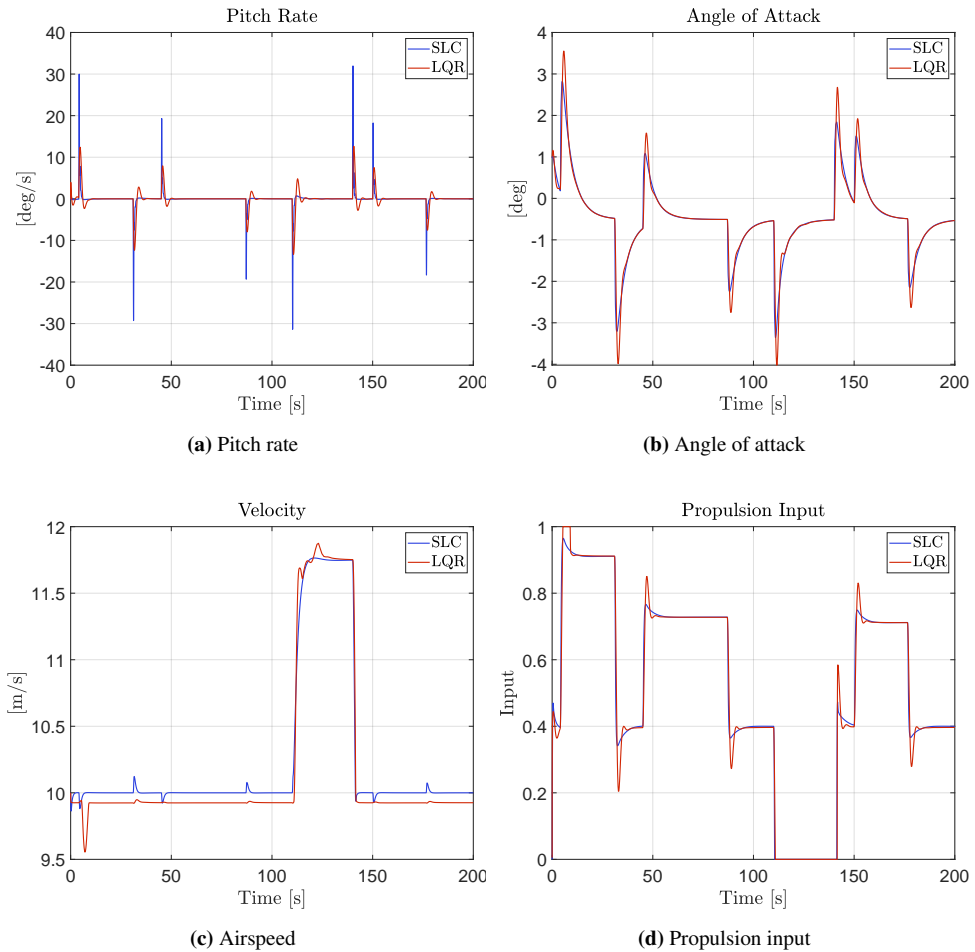 Pitch Rate
40
30
20
10
0
-10
-20
-30
-40
[deg/s]
SLC
LQR
0 50 100 150 200
Time [s]
(a) Pitch rate
Angle of Attack
4
3
2
1
0
-1
-2
-3
-4
[deg]
SLC
LQR
0 50 100 150 200
Time [s]
(b) Angle of attack
Velocity
12
11.5
11
10.5
10
9.5
[m/s]
SLC
LQR
0 50 100 150 200
Time [s]
(c) Airspeed
Propulsion Input
1
0.8
0.6
0.4
0.2
0
Input
SLC
LQR
0 50 100 150 200
Time [s]
(d) Propulsion input